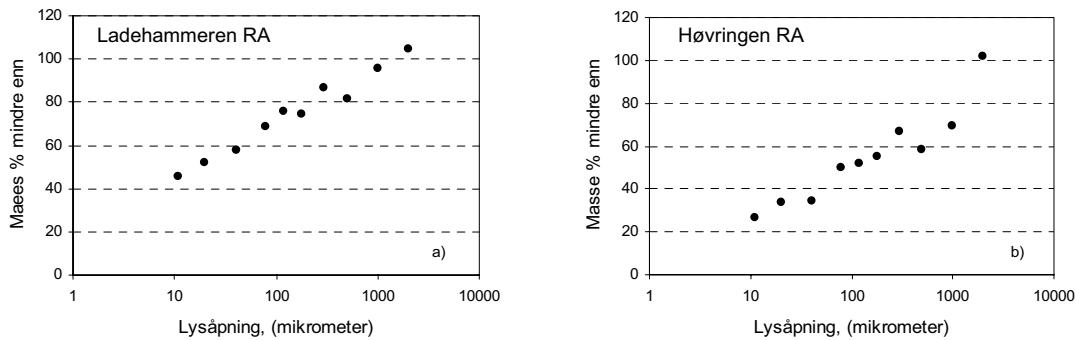 Ladehammeren RA
Maees % mindre enn
120
100
80
60
40
20
0
a)
1 10 100 1000 10000
Lysåpning, (mikrometer)
Høvringen RA
Masse % mindre enn
120
100
80
60
40
20
0
b)
1 10 100 1000 10000
Lysåpning, (mikrometer)